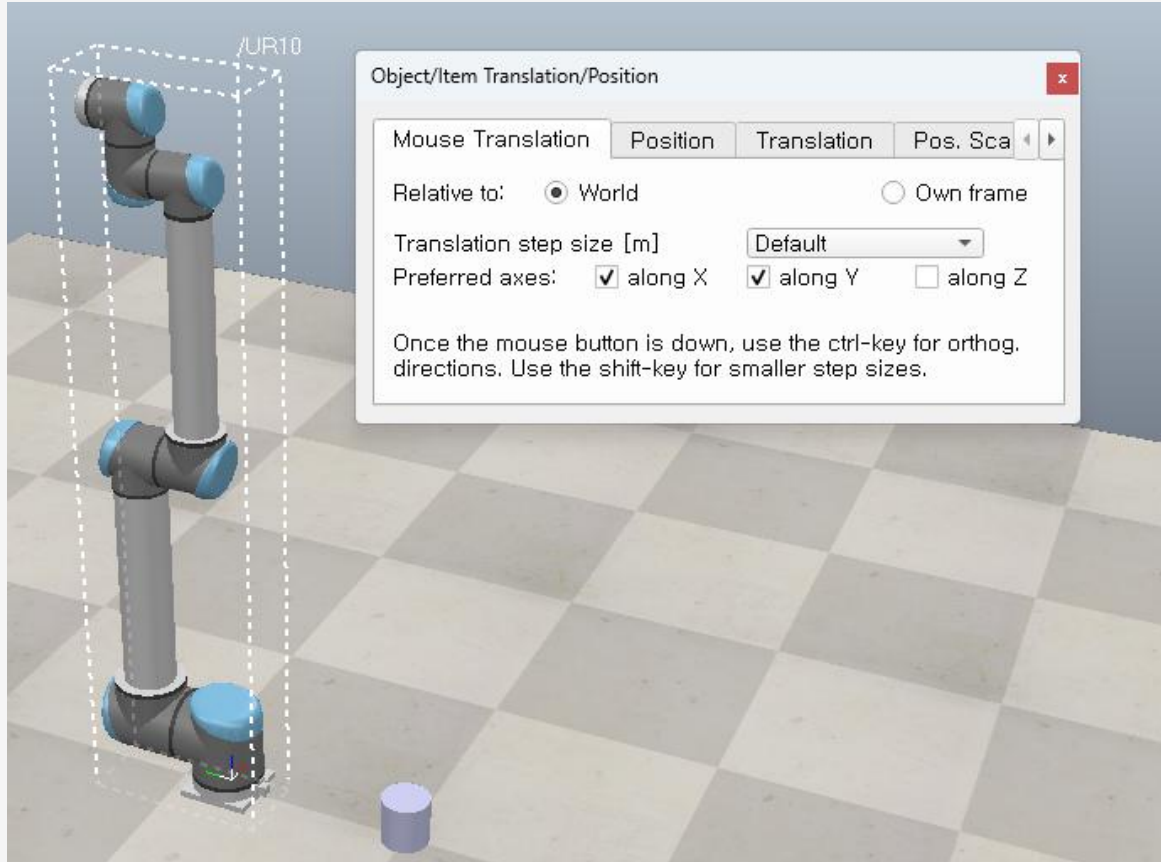 /UR10
Object/Item Translation/Position
x
Mouse Translation
Position
Translation
Pos. Sca
Relative to:
World
Own frame
Translation step size [m]
Default
Preferred axes:
along X
along Y
along Z
Once the mouse button is down, use the ctrl-key for orthog.
directions. Use the shift-key for smaller step sizes.